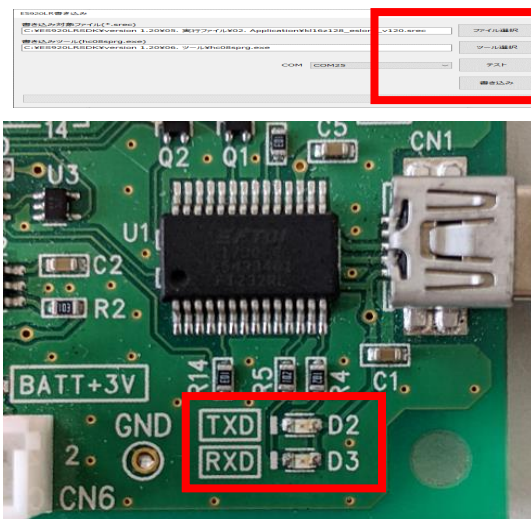 ES920LR書き込み
書き込み対象ファイル(*.srec)
C:¥ES920LRSDK¥version 1.20¥05. 実行ファイル¥02. Application¥kl16z128_eslora_v120.srec
ファイル選択
書き込みツール(hc08sprg.exe)
C:¥ES920LRSDK¥version 1.20¥06. ツール¥hc08sprg.exe
ツール選択
COM COM25
テスト
書き込み
14
Q2
Q1
C5
CN1
U3
U1
FTDI
FT232RL
C2
R2
103
R14
R5
R4
C1
BATT+3V
GND
TXD
D2
2
RXD
D3
CN6